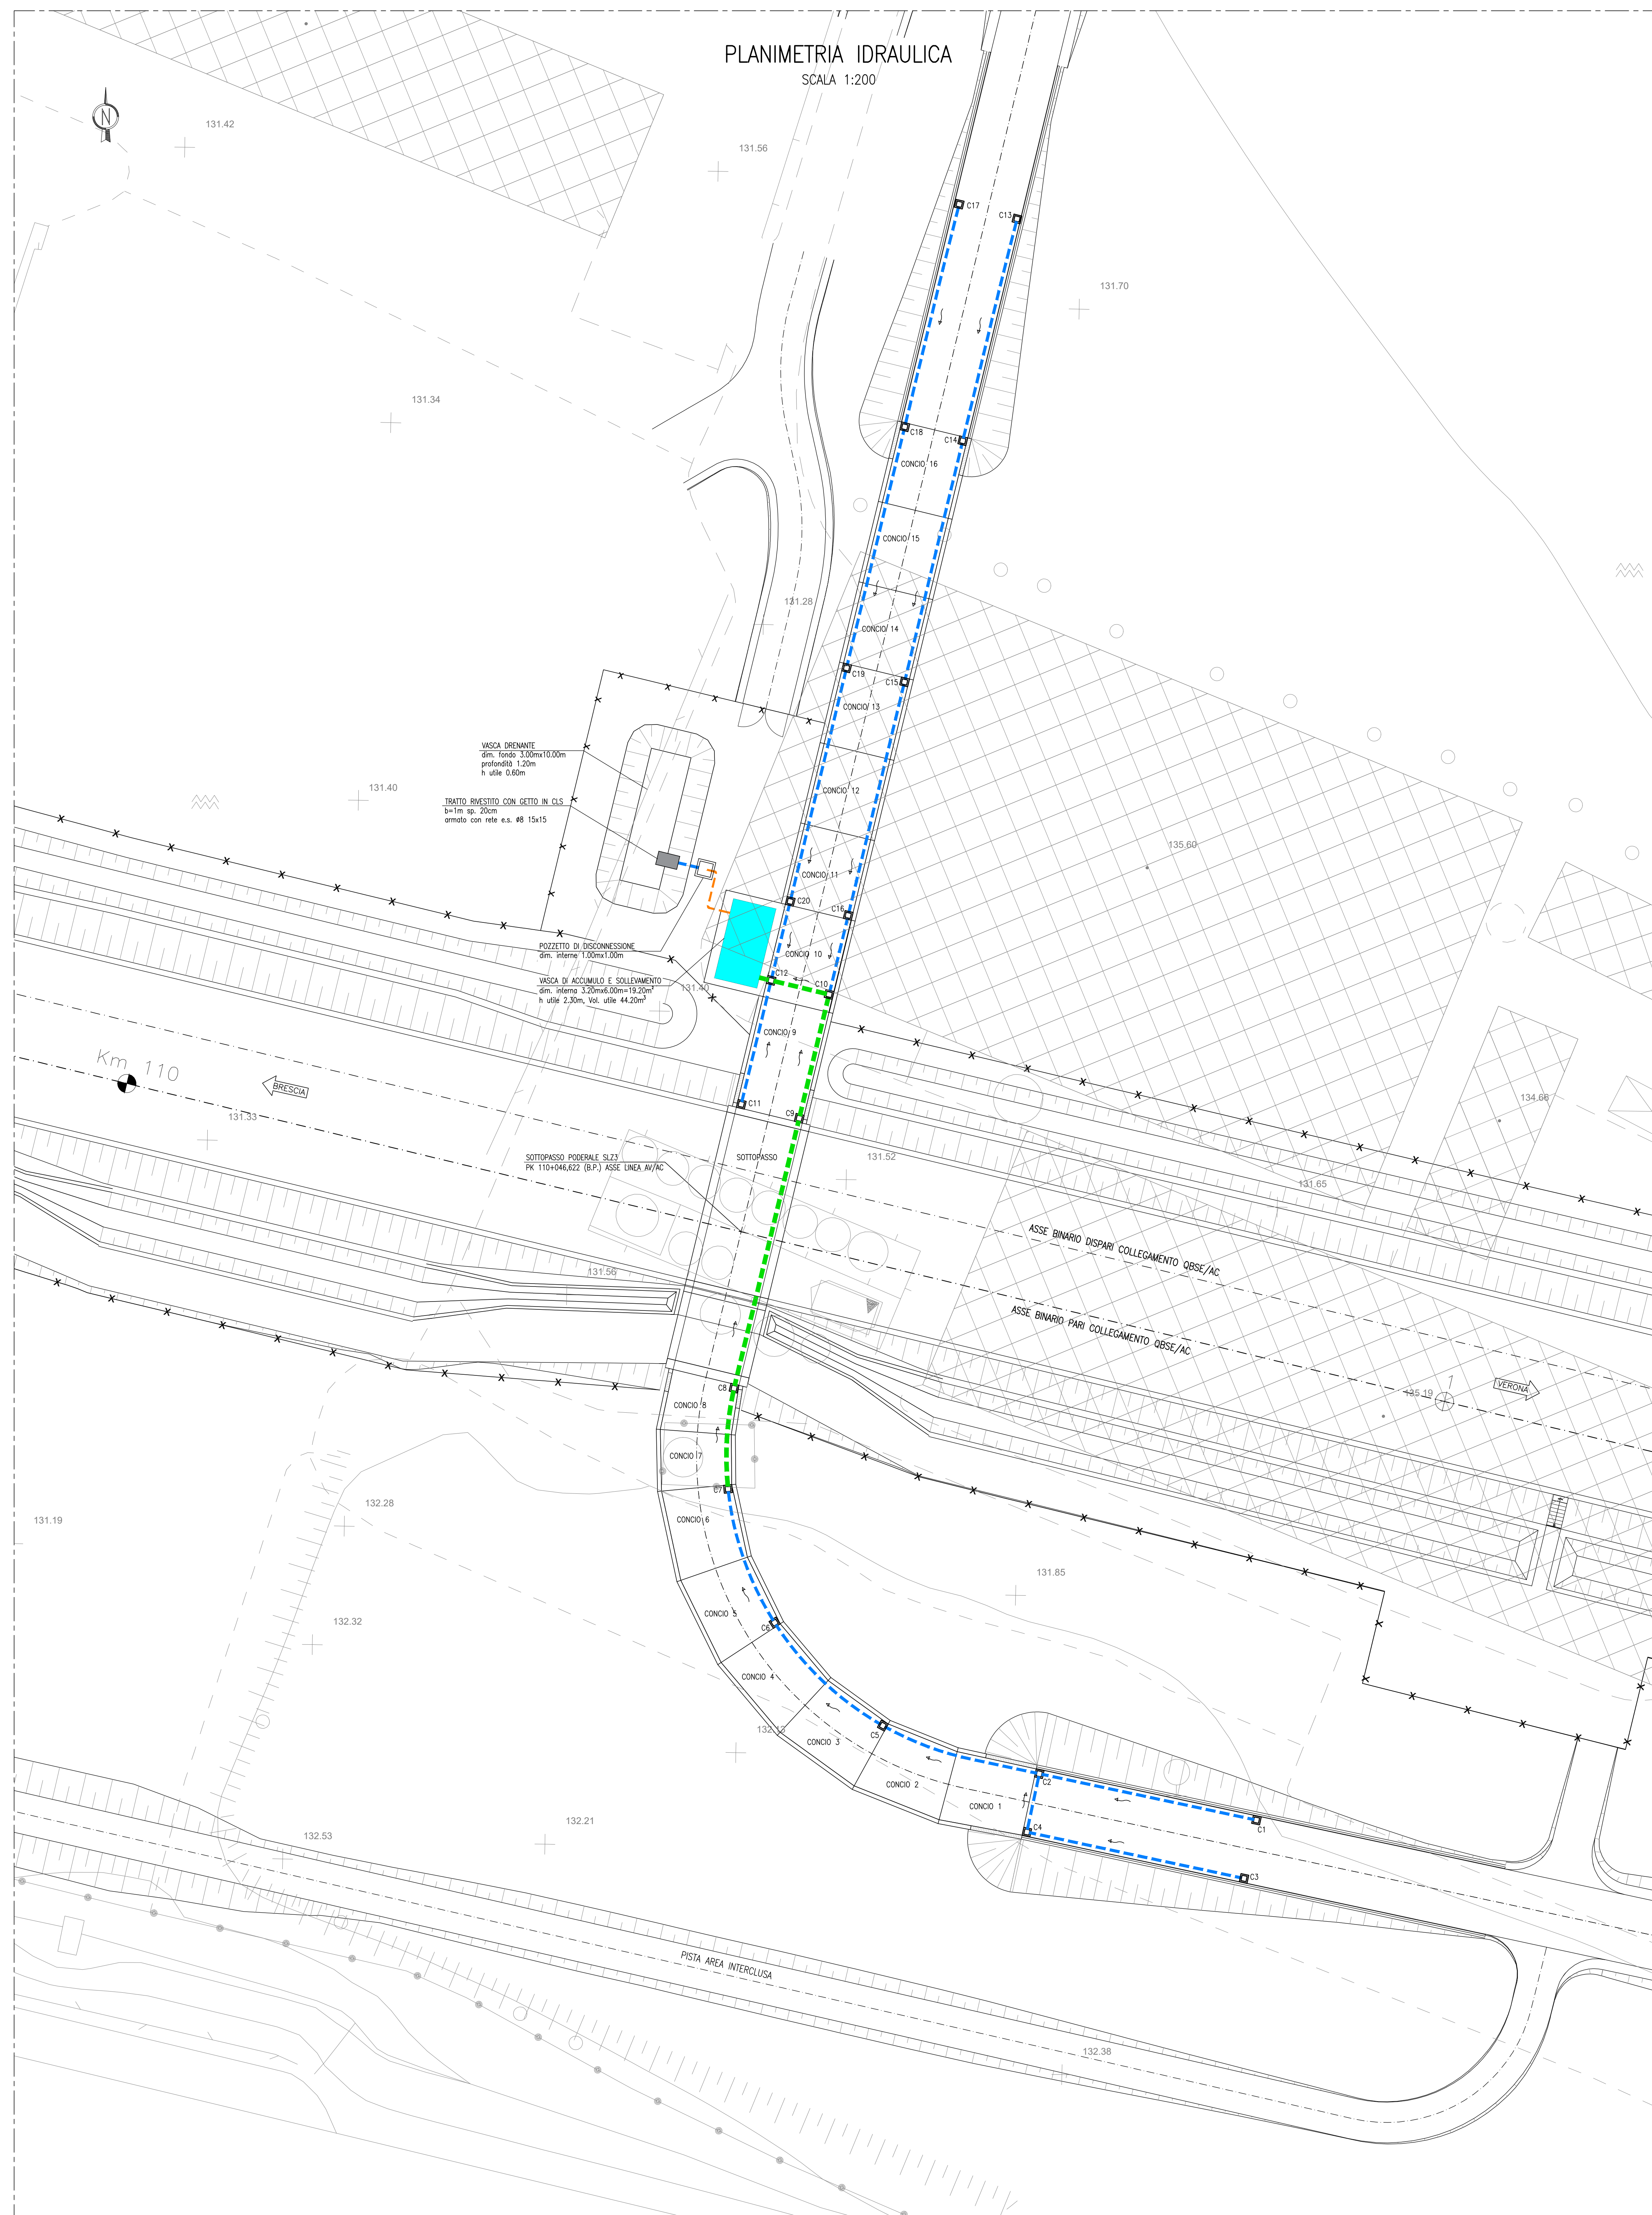 PLANIMETRIA IDRAULICA
SCALA 1:200
N
131.42
131.56
C17
C13
131.70
131.34
C18
C14
CONCIO 16
CONCIO 15
131.28
CONCIO 14
C19
C15
CONCIO 13
VASCA DRENANTE
dim. fondo 3.00mx10.00m
profondità 1.20m
h utile 0.60m
131.40
TRATTO RIVESTITO CON GETTO IN CLS
b=1m sp. 20cm
armato con rete e.s. ø8 15x15
CONCIO 12
135.60
CONCIO 11
C20
C16
POZZETTO DI DISCONNESSIONE
dim. interne 1.00mx1.00m
CONCIO 10
C12
VASCA DI ACCUMULO E SOLLEVAMENTO
dim. interna 3.20mx6.00m=19.20m²
h utile 2.30m, Vol. utile 44.20m³
131.40
C10
CONCIO 9
Km 110
BRESCIA
C11
C9
131.33
134.66
SOTTOPASSO PODERALE SLZ3
PK 110+046,622 (B.P.) ASSE LINEA AV/AC
SOTTOPASSO
131.52
131.65
ASSE BINARIO DISPARI COLLEGAMENTO QBSE/AC
131.56
ASSE BINARIO PARI COLLEGAMENTO QBSE/AC
C8
1
VERONA
135.19
CONCIO 8
CONCIO 7
C7
131.19
132.28
CONCIO 6
131.85
CONCIO 5
132.32
C6
CONCIO 4
132.13
C5
CONCIO 3
CONCIO 2
C2
CONCIO 1
132.21
C4
C1
132.53
C3
PISTA AREA INTERCLUSA
132.38